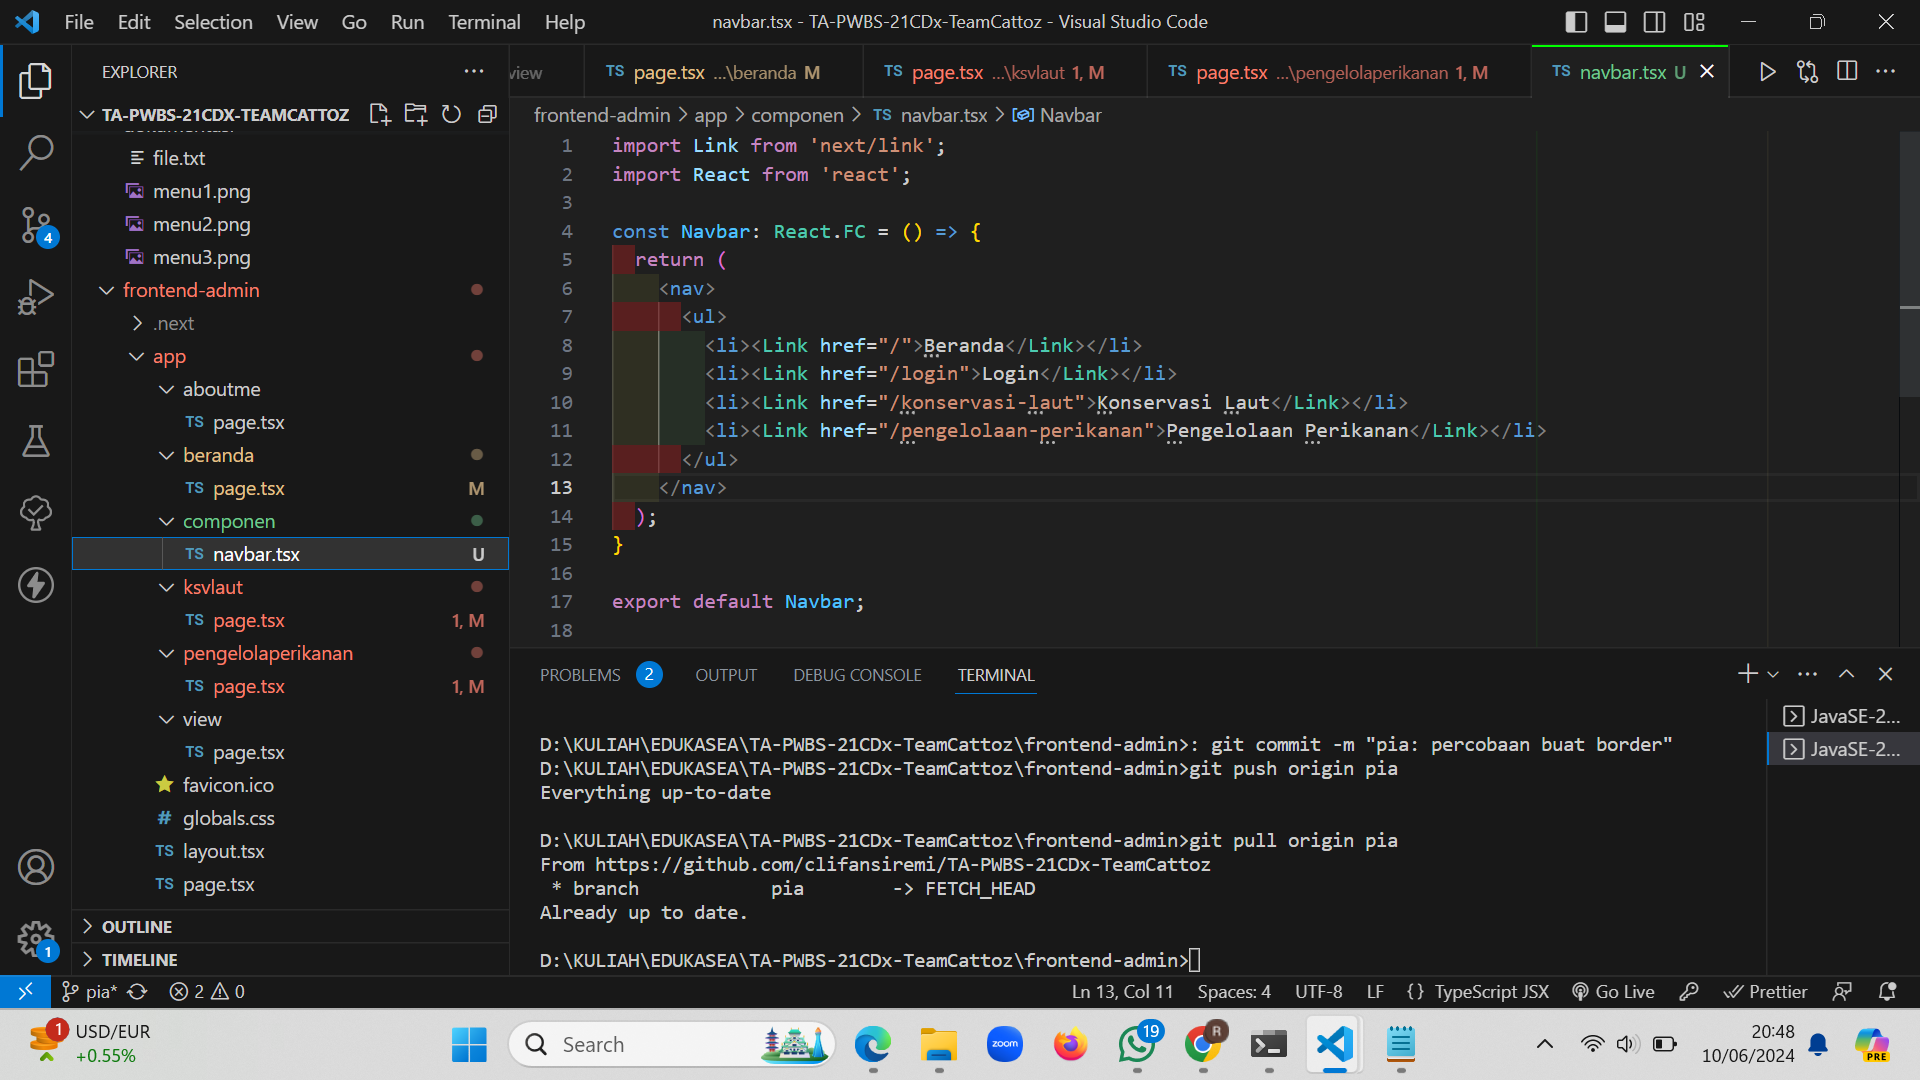 File Edit Selection View Go Run Terminal Help
navbar.tsx - TA-PWBS-21CDx-TeamCattoz - Visual Studio Code
EXPLORER
TA-PWBS-21CDX-TEAMCATTOZ
file.txt
menu1.png
menu2.png
menu3.png
frontend-admin
.next
app
aboutme
TS page.tsx
beranda
TS page.tsx M
componen
TS navbar.tsx U
ksvlaut
TS page.tsx 1, M
pengelolaperikanan
TS page.tsx 1, M
view
TS page.tsx
favicon.ico
# globals.css
TS layout.tsx
TS page.tsx
OUTLINE
TIMELINE
4
1
view
TS page.tsx ...\beranda M
TS page.tsx ...\ksvlaut 1, M
TS page.tsx ...\pengelolaperikanan 1, M
TS navbar.tsx U
frontend-admin > app > componen > TS navbar.tsx > Navbar
1 import Link from 'next/link';
2 import React from 'react';
3
4 const Navbar: React.FC = () => {
5 return (
6 <nav>
7 <ul>
8 <li><Link href="/">Beranda</Link></li>
9 <li><Link href="/login">Login</Link></li>
10 <li><Link href="/konservasi-laut">Konservasi Laut</Link></li>
11 <li><Link href="/pengelolaan-perikanan">Pengelolaan Perikanan</Link></li>
12 </ul>
13 </nav>
14 );
15 }
16
17 export default Navbar;
18
PROBLEMS 2 OUTPUT DEBUG CONSOLE TERMINAL
D:\KULIAH\EDUKASEA\TA-PWBS-21CDx-TeamCattoz\frontend-admin>: git commit -m "pia: percobaan buat border"
D:\KULIAH\EDUKASEA\TA-PWBS-21CDx-TeamCattoz\frontend-admin>git push origin pia
Everything up-to-date
D:\KULIAH\EDUKASEA\TA-PWBS-21CDx-TeamCattoz\frontend-admin>git pull origin pia
From https://github.com/clifansiremi/TA-PWBS-21CDx-TeamCattoz
* branch pia -> FETCH_HEAD
Already up to date.
D:\KULIAH\EDUKASEA\TA-PWBS-21CDx-TeamCattoz\frontend-admin>
JavaSE-2...
JavaSE-2...
pia* 2 0
Ln 13, Col 11 Spaces: 4 UTF-8 LF {} TypeScript JSX Go Live Prettier
1
USD/EUR
+0.55%
Search
zoom
19
R
20:48
10/06/2024
PRE